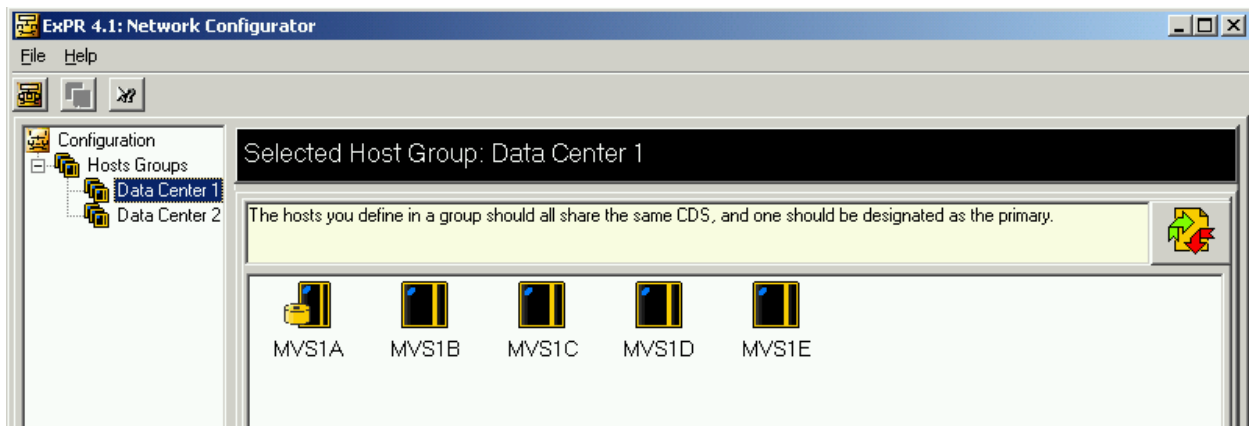 ExPR 4.1: Network Configurator
File Help
Configuration
Hosts Groups
Data Center 1
Data Center 2
Selected Host Group: Data Center 1
The hosts you define in a group should all share the same CDS, and one should be designated as the primary.
MVS1A MVS1B MVS1C MVS1D MVS1E